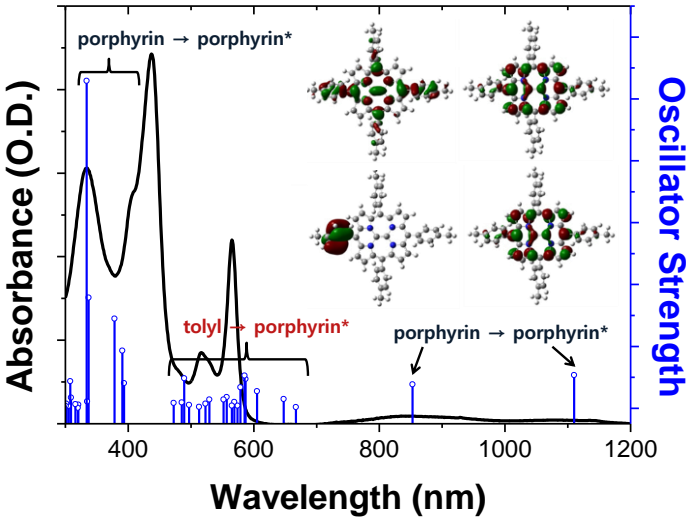 porphyrin → porphyrin*
tolyl → porphyrin*
porphyrin → porphyrin*
Absorbance (O.D.)
Oscillator Strength
400
600
800
1000
1200
Wavelength (nm)